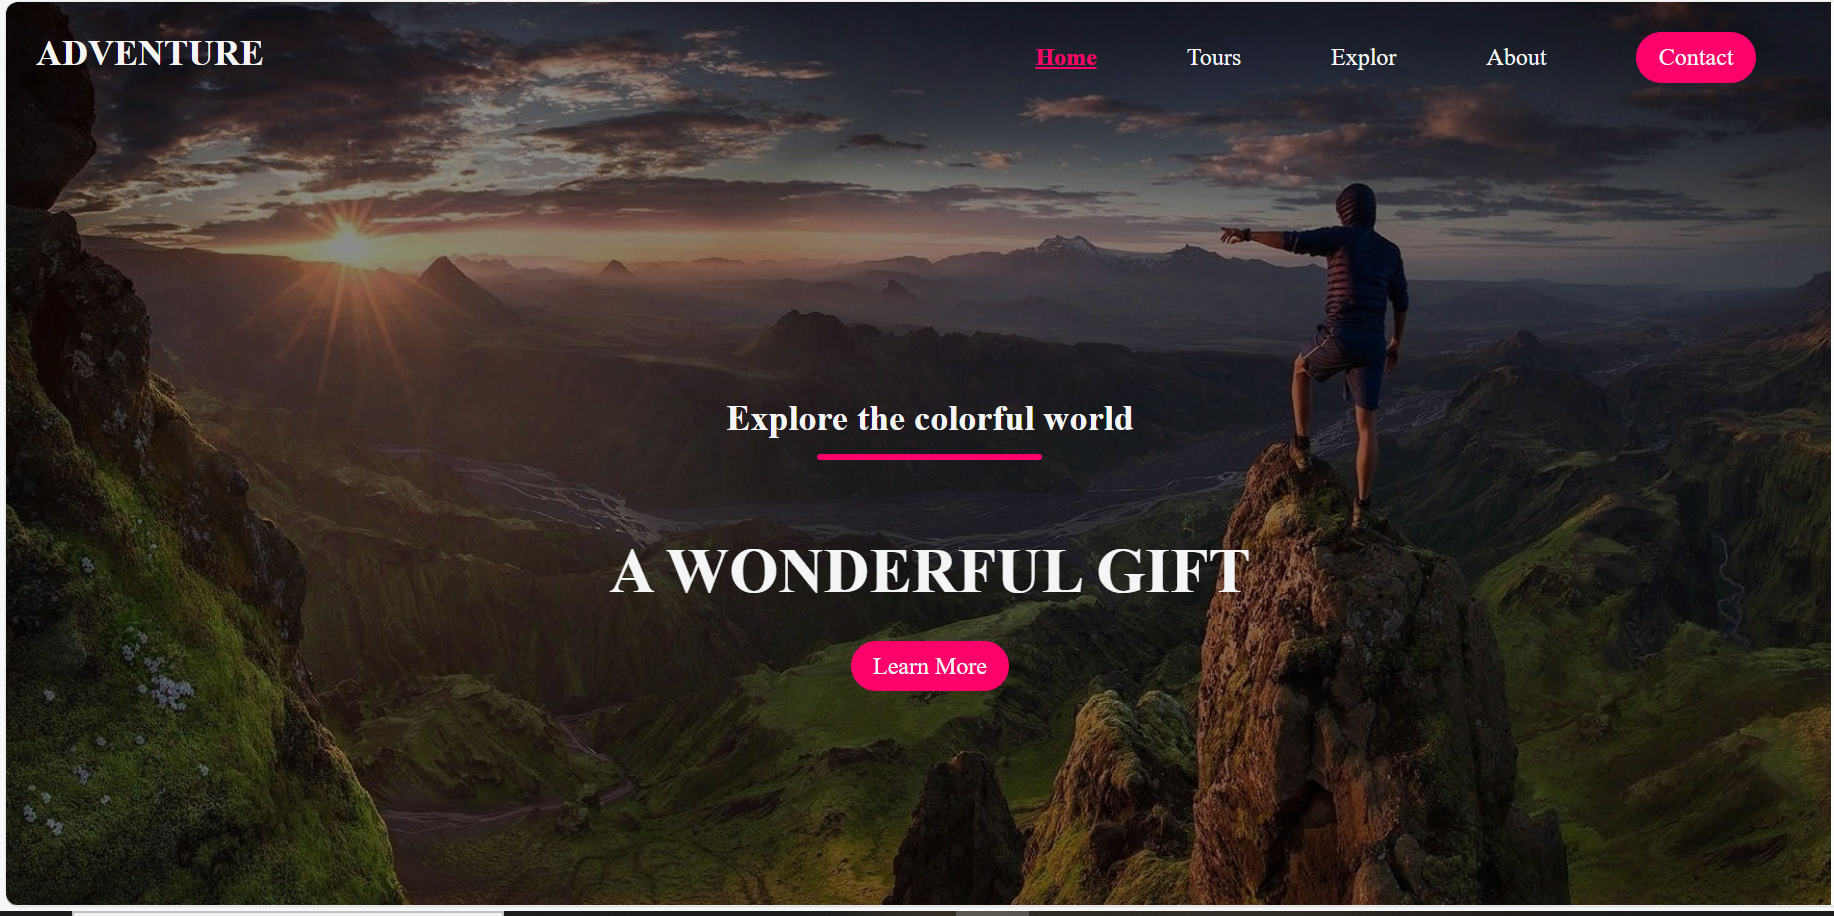 ADVENTURE
Home Tours Explor About Contact
Explore the colorful world
A WONDERFUL GIFT
Learn More